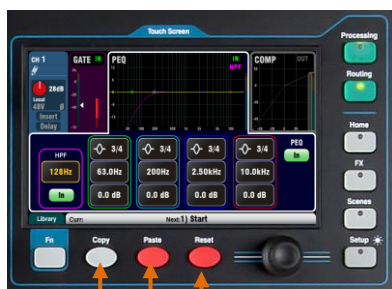 Touch Screen
Processing
CH 1
GATE IN
PEQ
IN
HPF
COMP OUT
28dB
Local
48V ø
Insert
Delay
Routing
Home
FX
Scenes
Setup
HPF
128Hz
In
3/4 3/4 3/4 3/4
63.0Hz 200Hz 2.50kHz 10.0kHz
0.0 dB 0.0 dB 0.0 dB 0.0 dB
PEQ
In
Library Curr: Next:1) Start
Fn
Copy
Paste
Reset